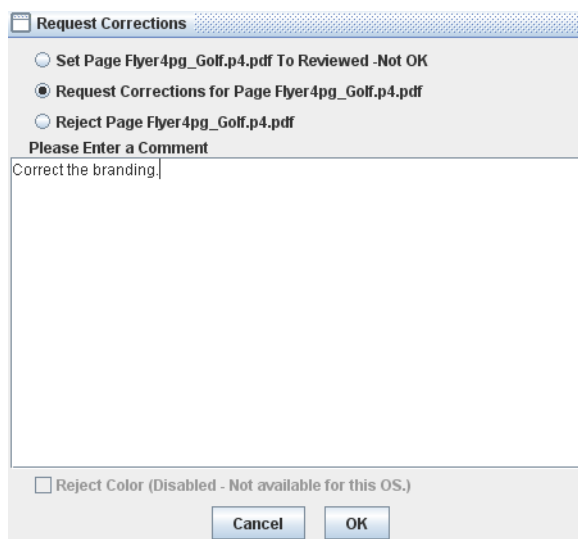 Request Corrections
Set Page Flyer4pg_Golf.p4.pdf To Reviewed -Not OK
Request Corrections for Page Flyer4pg_Golf.p4.pdf
Reject Page Flyer4pg_Golf.p4.pdf
Please Enter a Comment
Correct the branding.
Reject Color (Disabled - Not available for this OS.)
Cancel OK